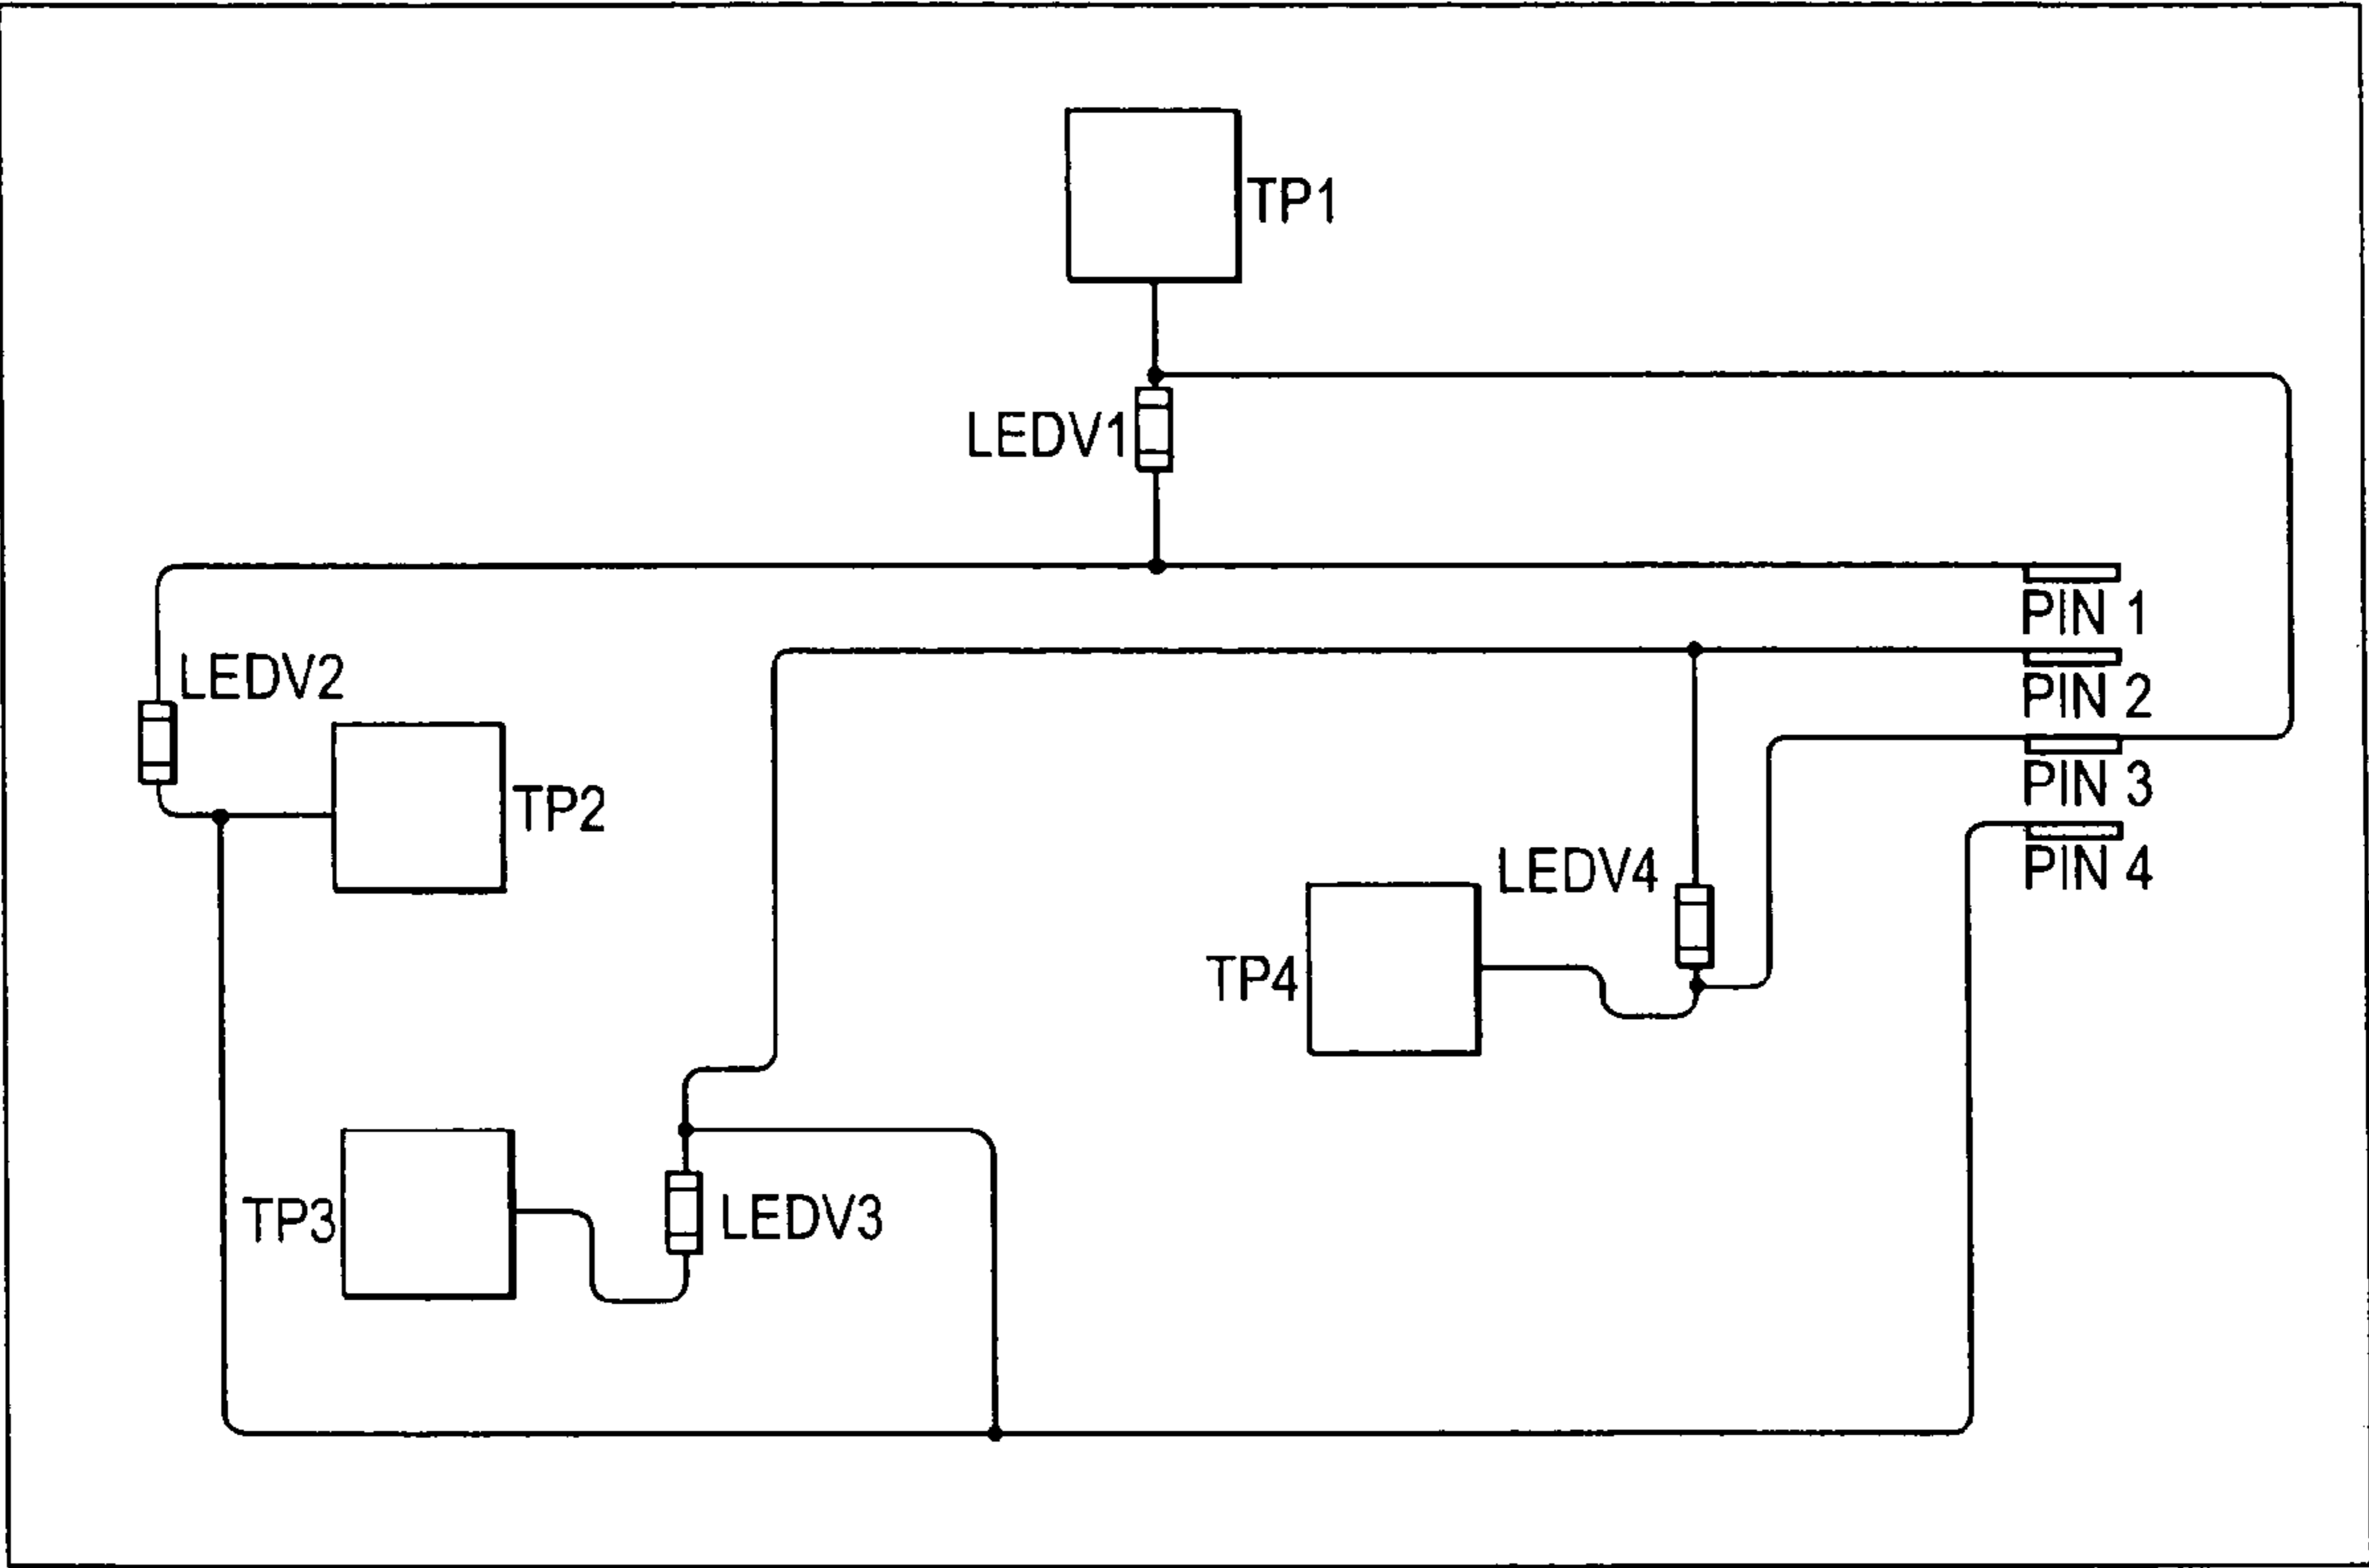 TP1
LEDV1
PIN 1
LEDV2
PIN 2
TP2
PIN 3
LEDV4
PIN 4
TP4
TP3
LEDV3